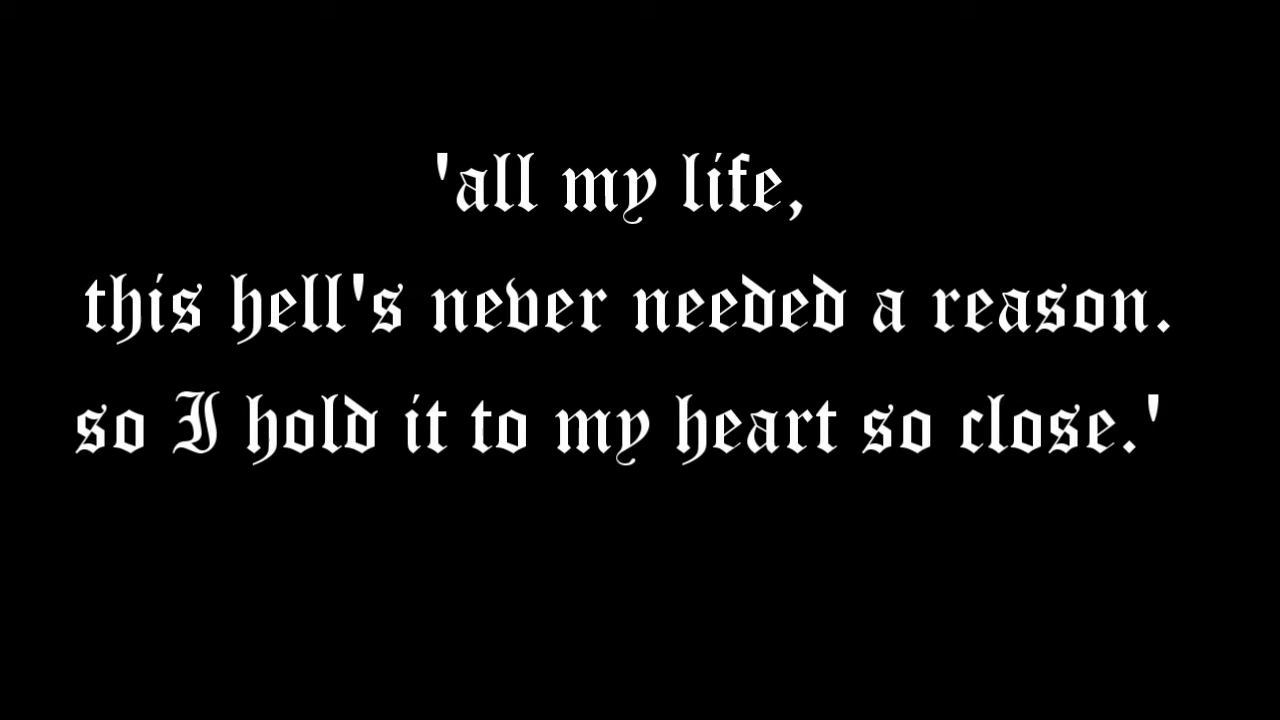 'all my life,
this hell's never needed a reason.
so I hold it to my heart so close.'